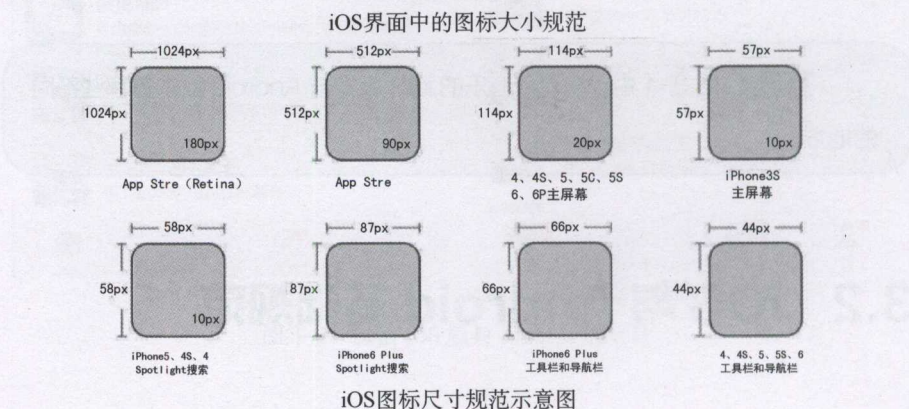 iOS界面中的图标大小规范
1024px
512px
114px
57px
1024px
512px
114px
57px
180px
90px
20px
10px
App Stre（Retina）
App Stre
4、4S、5、5C、5S
6、6P主屏幕
iPhone3S
主屏幕
58px
87px
66px
44px
58px
87px
66px
44px
10px
iPhone5、4S、4
Spotlight搜索
iPhone6 Plus
Spotlight搜索
iPhone6 Plus
工具栏和导航栏
4、4S、5、5S、6
工具栏和导航栏
iOS图标尺寸规范示意图